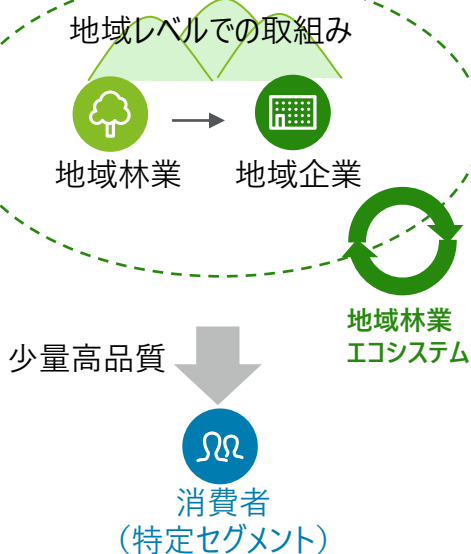 地域レベルでの取組み
地域林業
地域企業
地域林業
エコシステム
少量高品質
消費者
（特定セグメント）